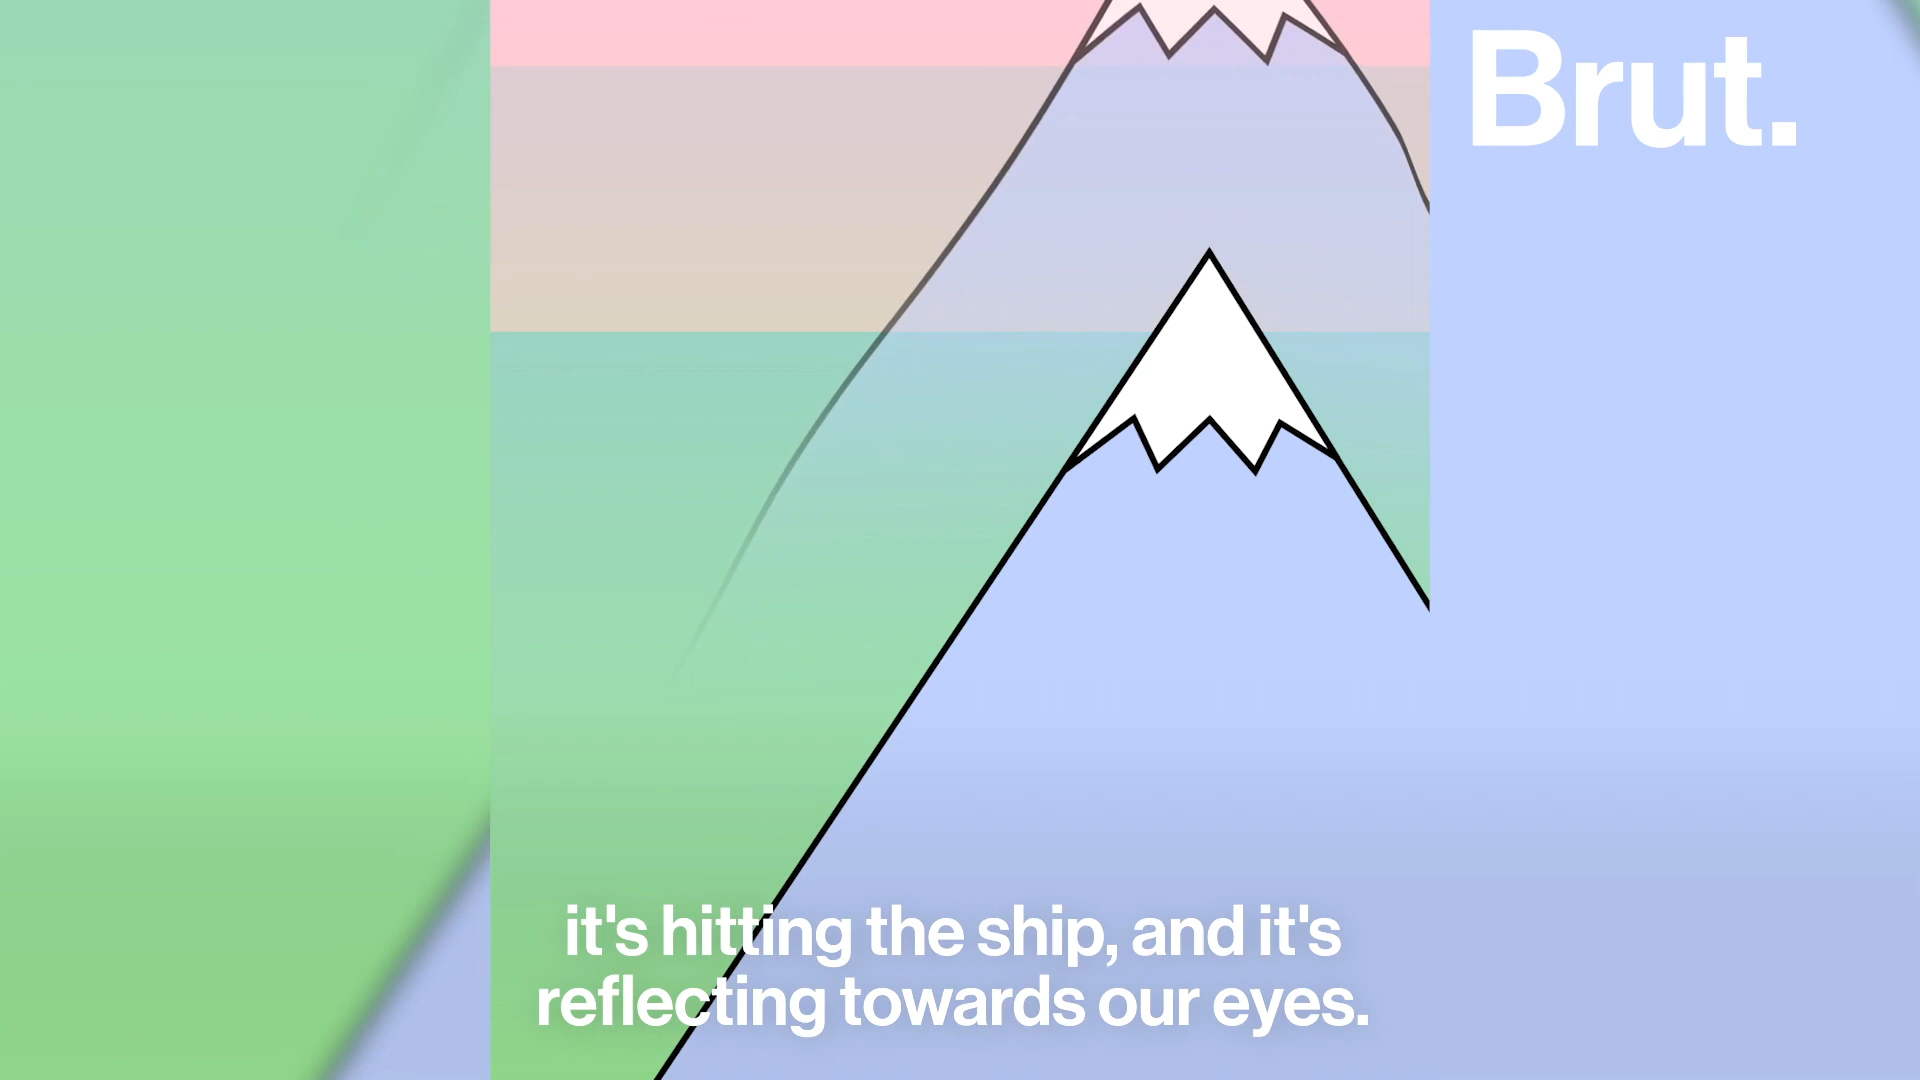 Brut.
it's hitting the ship, and it's
reflecting towards our eyes.